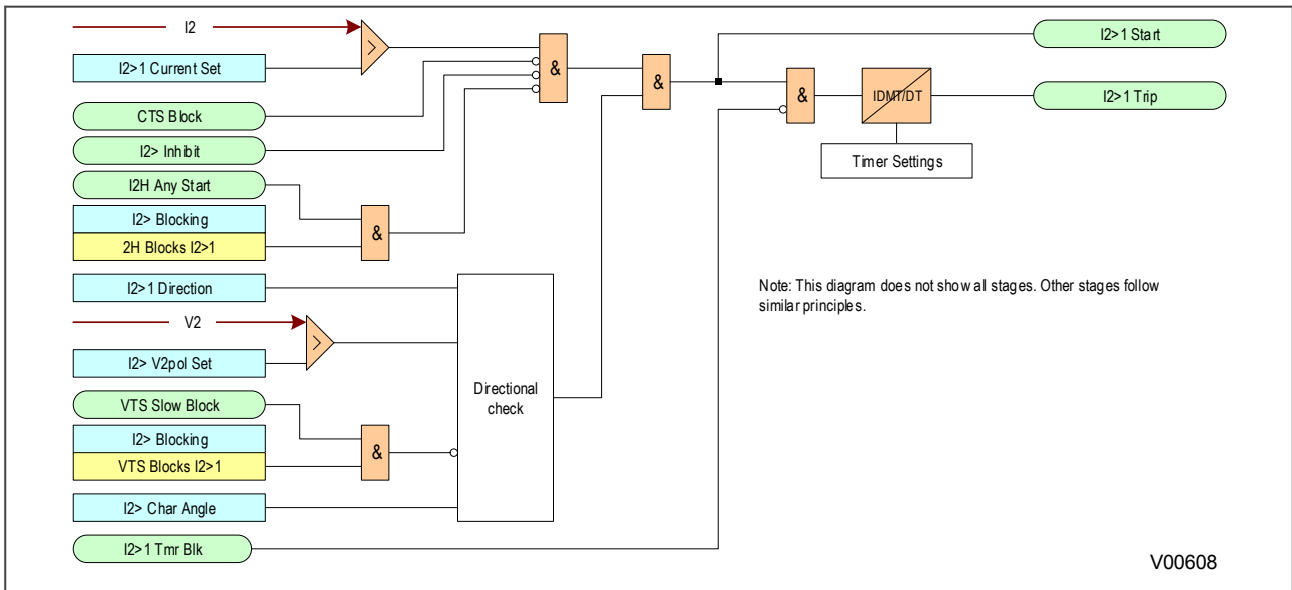 I2
I2>1 Current Set
CTS Block
I2> Inhibit
I2H Any Start
I2> Blocking
2H Blocks I2>1
I2>1 Direction
V2
I2> V2pol Set
VTS Slow Block
I2> Blocking
VTS Blocks I2>1
I2> Char Angle
I2>1 Tmr Blk
>
&
&
>
&
Directional
check
&
&
IDMT/DT
Timer Settings
I2>1 Start
I2>1 Trip
Note: This diagram does not show all stages. Other stages follow
similar principles.
V00608